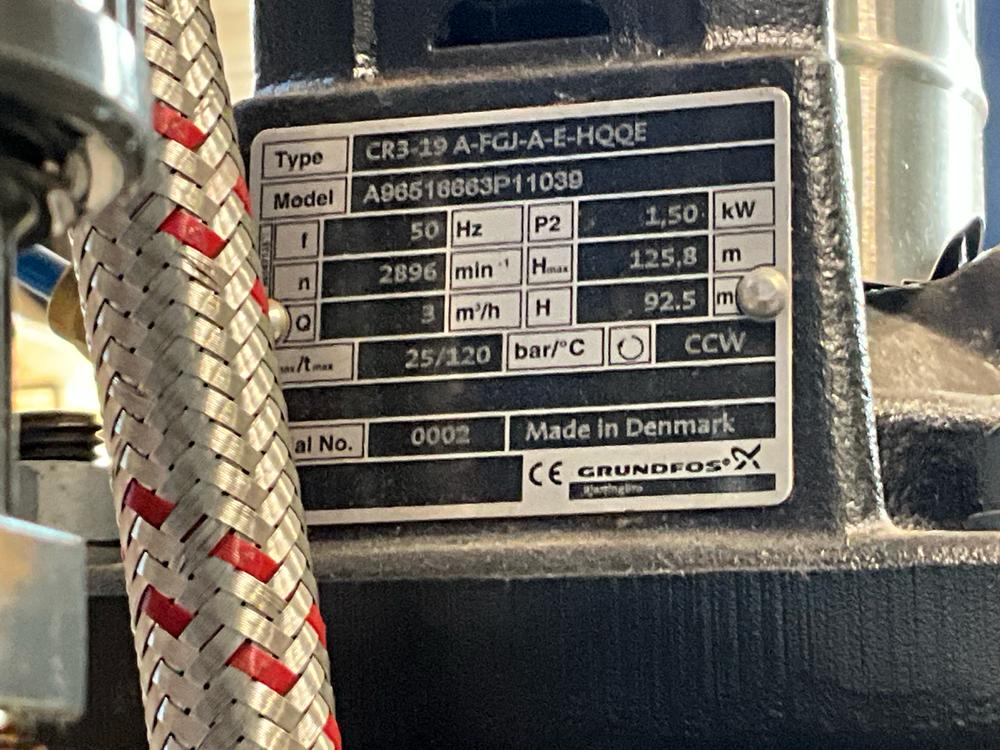 Type CR3-19 A-FGJ-A-E-HQQE
Model A96516663P11039
f 50 Hz P2 1,50 kW
n 2896 min⁻¹ Hmax 125,8 m
Q 3 m³/h H 92.5 m
/tmax 25/120 bar/°C CCW
al No. 0002 Made in Denmark
CE GRUNDFOS®